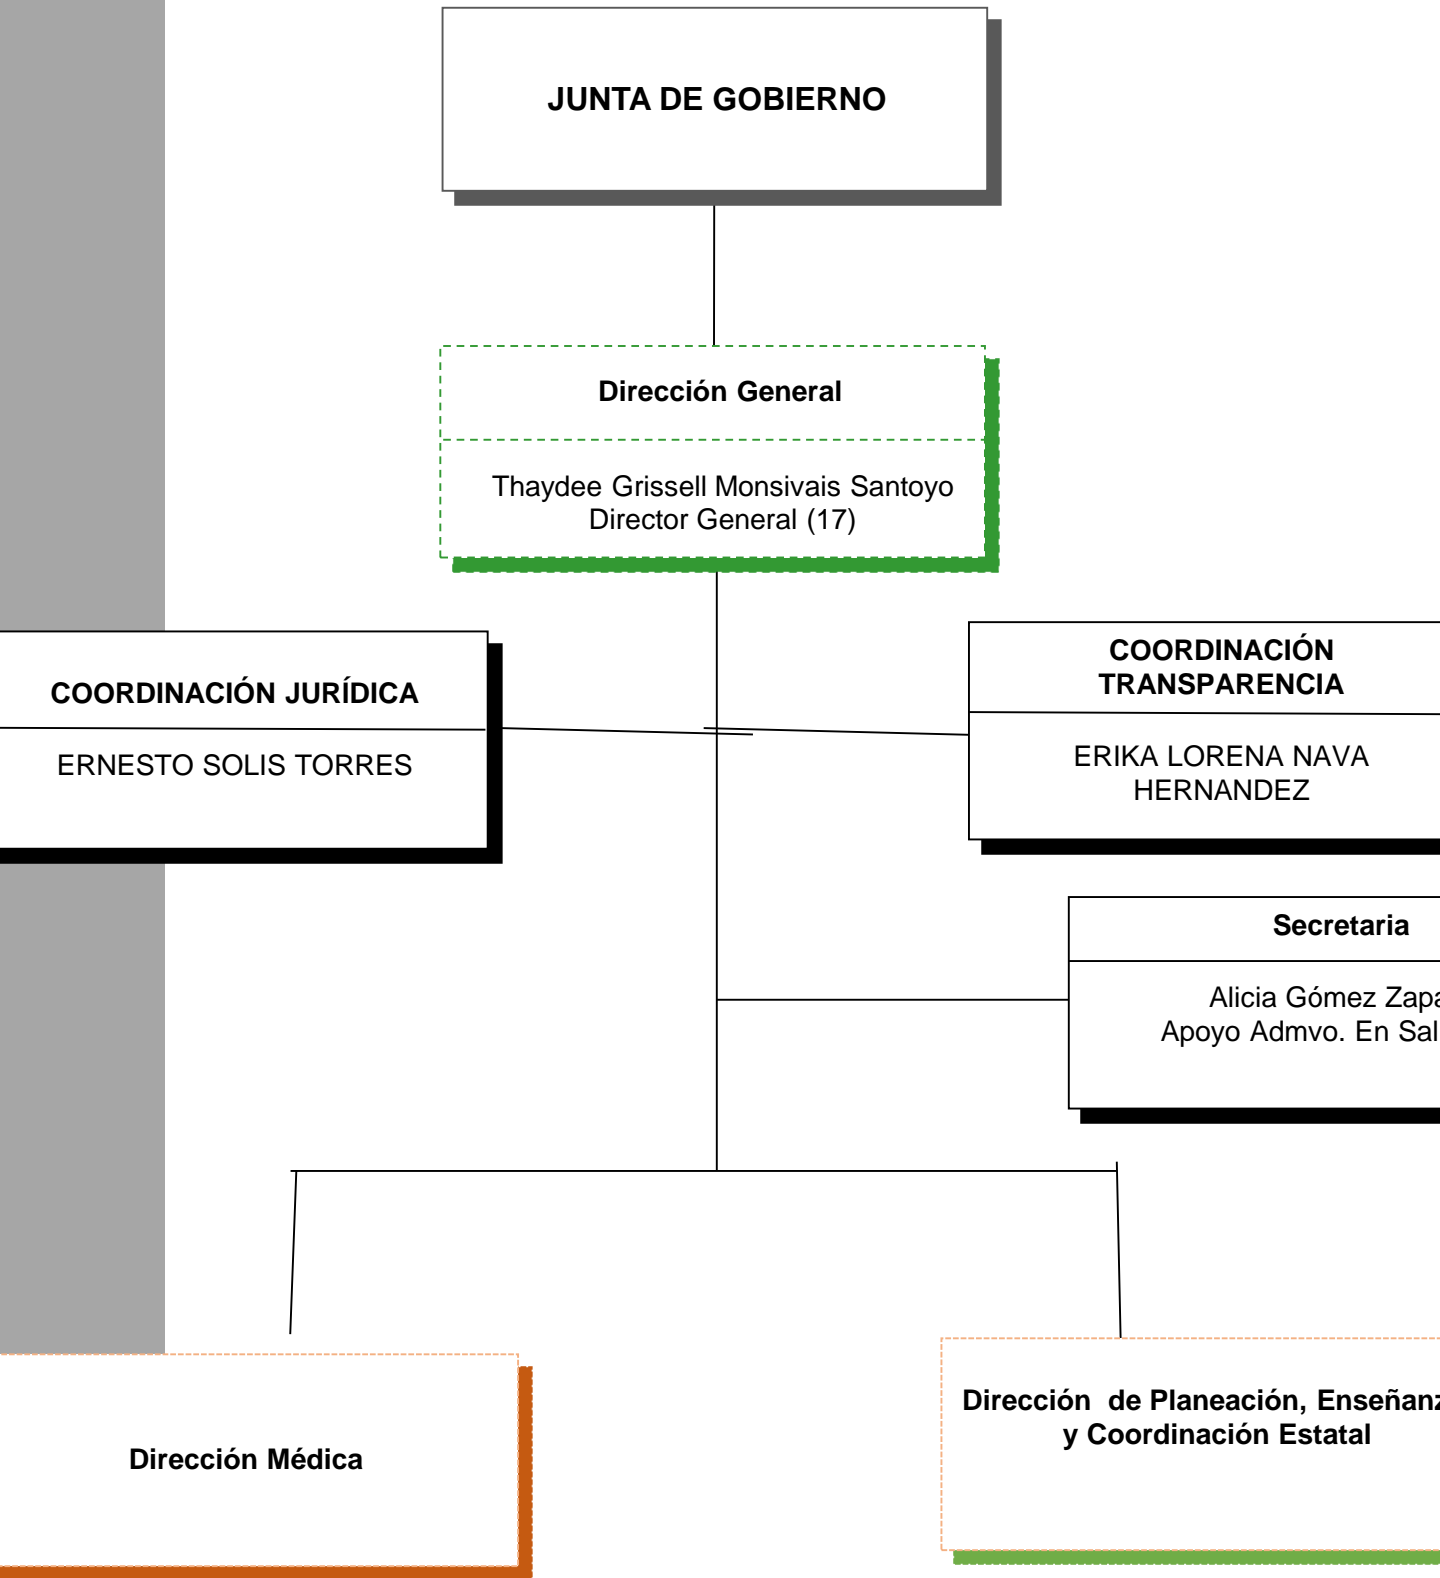 JUNTA DE GOBIERNO
Dirección General
Thaydee Grissell Monsivais Santoyo
Director General (17)
COORDINACIÓN JURÍDICA
ERNESTO SOLIS TORRES
COORDINACIÓN
TRANSPARENCIA
ERIKA LORENA NAVA
HERNANDEZ
Secretaria
Alicia Gómez
Apoyo Admvo. En
Dirección Médica
Dirección de Planeación,
y Coordinación Estatal